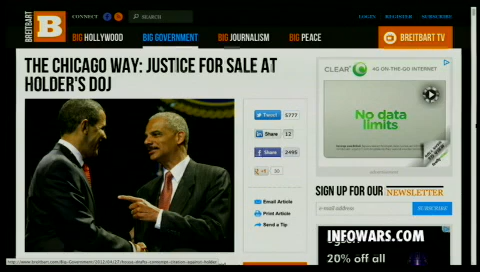 CONNECT
SEARCH
LOGIN
REGISTER
SUBSCRIBE
BREITBART
B
BIG HOLLYWOOD
BIG GOVERNMENT
BIG JOURNALISM
BIG PEACE
BREITBART TV
THE CHICAGO WAY: JUSTICE FOR SALE AT
HOLDER'S DOJ
Tweet 5777
Share 12
Share 2495
+1 30
Email Article
Print Article
Send a Tip
CLEAR 4G ON-THE-GO INTERNET
No data
limits
advertisement
SIGN UP FOR OUR NEWSLETTER
e-mail address
SUBSCRIBE
INFOWARS.COM